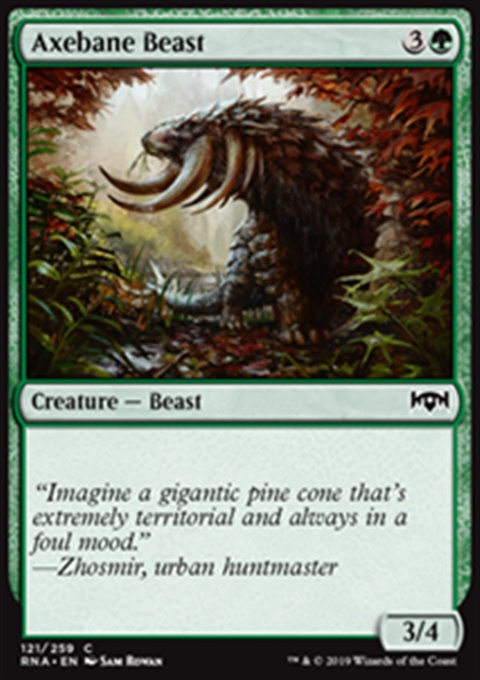 Axebane Beast 3
Creature — Beast
“Imagine a gigantic pine cone that’s
extremely territorial and always in a
foul mood.”
—Zhosmir, urban huntmaster
3/4
121/259 C
RNA • EN Sam Rowan
™ & © 2019 Wizards of the Coast